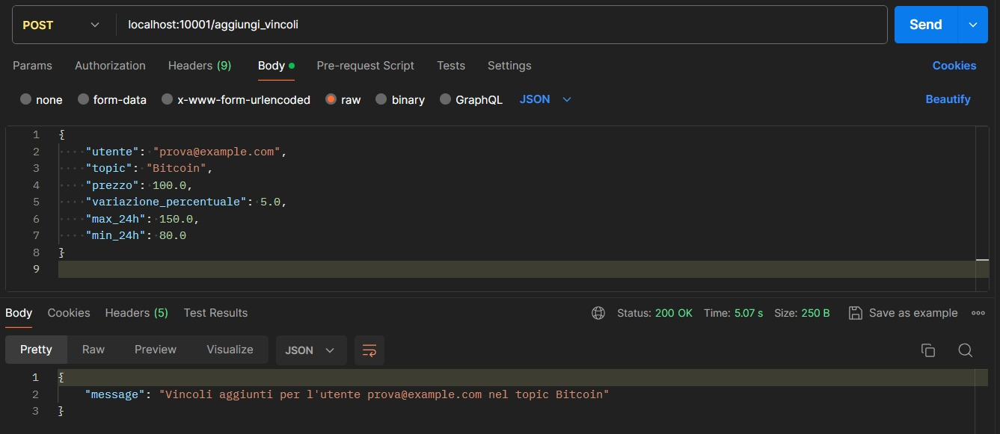 POST localhost:10001/aggiungi_vincoli Send
Params Authorization Headers (9) Body Pre-request Script Tests Settings Cookies
none form-data x-www-form-urlencoded raw binary GraphQL JSON Beautify
1 {
2 "utente": "prova@example.com",
3 "topic": "Bitcoin",
4 "prezzo": 100.0,
5 "variazione_percentuale": 5.0,
6 "max_24h": 150.0,
7 "min_24h": 80.0
8 }
9
Body Cookies Headers (5) Test Results Status: 200 OK Time: 5.07 s Size: 250 B Save as example
Pretty Raw Preview Visualize JSON
1 {
2 "message": "Vincoli aggiunti per l'utente prova@example.com nel topic Bitcoin"
3 }